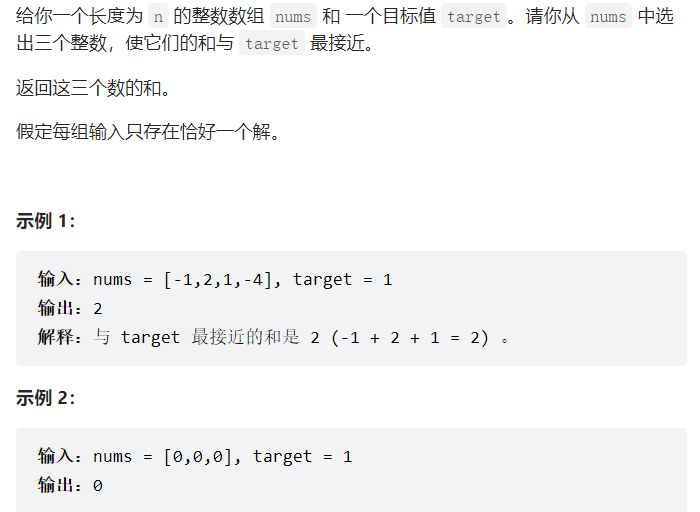 给你一个长度为 n 的整数数组 nums 和 一个目标值 target。请你从 nums 中选
出三个整数，使它们的和与 target 最接近。
返回这三个数的和。
假定每组输入只存在恰好一个解。
示例 1：
输入：nums = [-1,2,1,-4], target = 1
输出：2
解释：与 target 最接近的和是 2 (-1 + 2 + 1 = 2) 。
示例 2：
输入：nums = [0,0,0], target = 1
输出：0